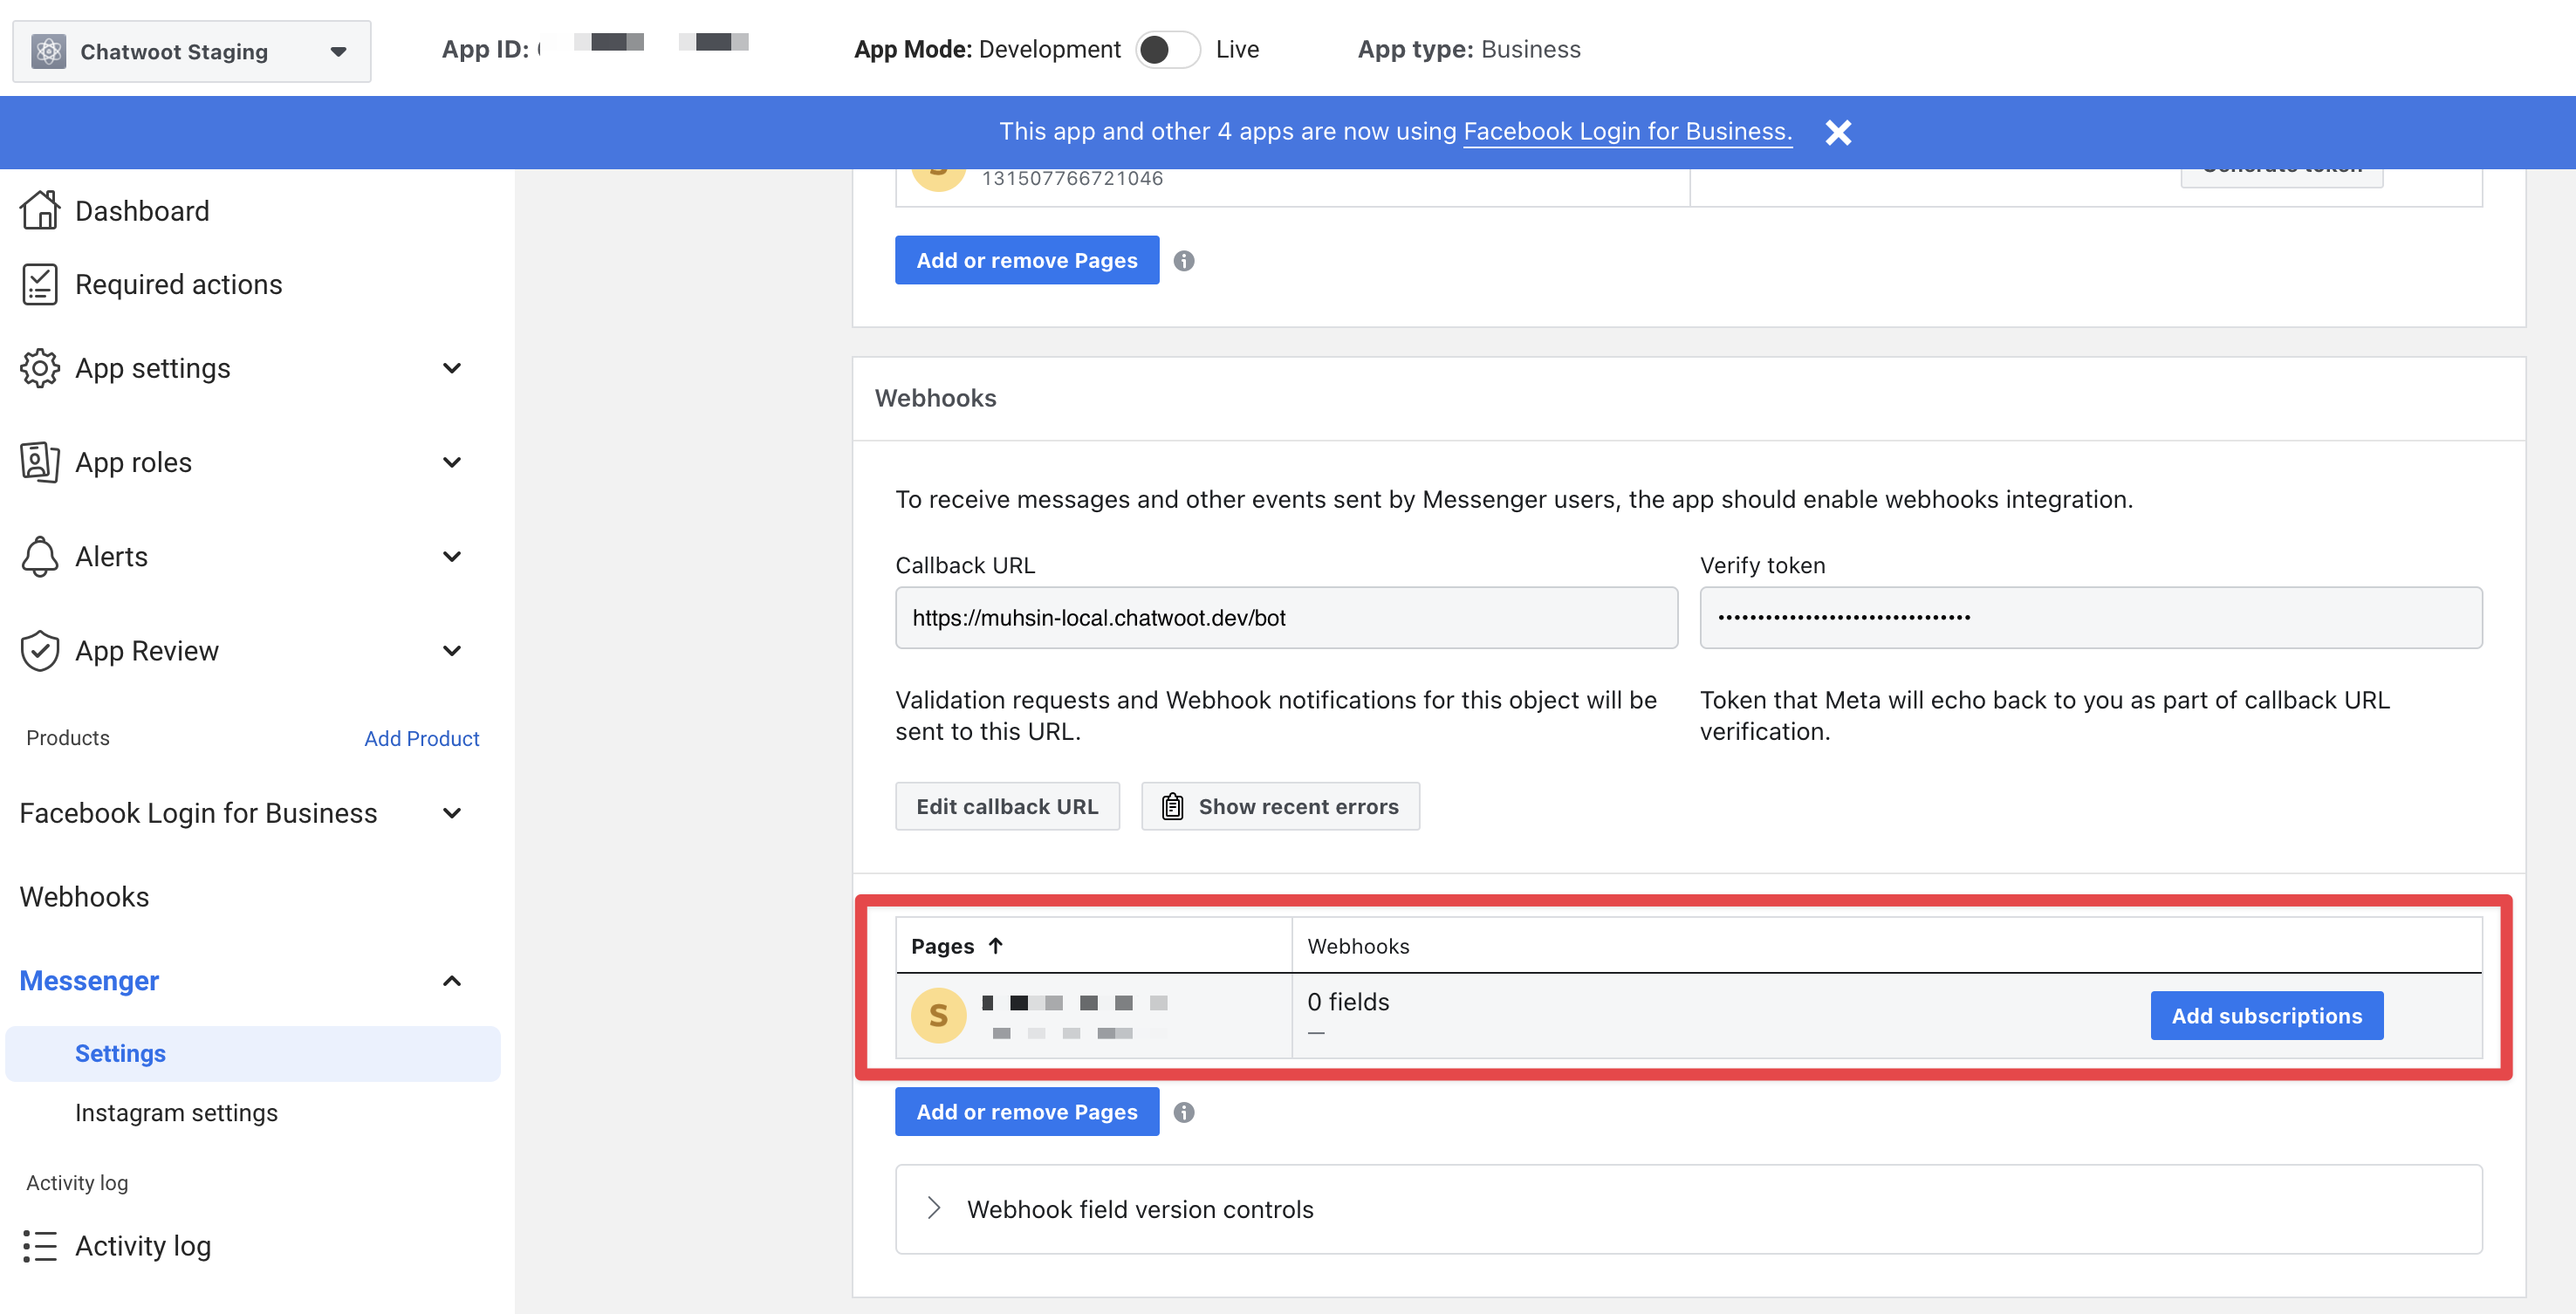 Chatwoot Staging
App ID:
App Mode: Development Live
App type: Business
This app and other 4 apps are now using Facebook Login for Business.
Dashboard
Required actions
App settings
App roles
Alerts
App Review
Products Add Product
Facebook Login for Business
Webhooks
Messenger
Settings
Instagram settings
Activity log
Activity log
131507766721046
Generate token
Add or remove Pages
Webhooks
To receive messages and other events sent by Messenger users, the app should enable webhooks integration.
Callback URL
https://muhsin-local.chatwoot.dev/bot
Validation requests and Webhook notifications for this object will be
sent to this URL.
Verify token
••••••••••••••••••••••••••••••••
Token that Meta will echo back to you as part of callback URL
verification.
Edit callback URL
Show recent errors
Pages ↑ Webhooks
S
0 fields
—
Add subscriptions
Add or remove Pages
Webhook field version controls